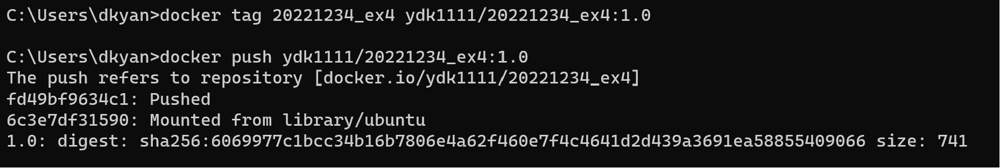 C:\Users\dkyan>docker tag 20221234_ex4 ydk1111/20221234_ex4:1.0
C:\Users\dkyan>docker push ydk1111/20221234_ex4:1.0
The push refers to repository [docker.io/ydk1111/20221234_ex4]
fd49bf9634c1: Pushed
6c3e7df31590: Mounted from library/ubuntu
1.0: digest: sha256:6069977c1bcc34b16b7806e4a62f460e7f4c4641d2d439a3691ea58855409066 size: 741